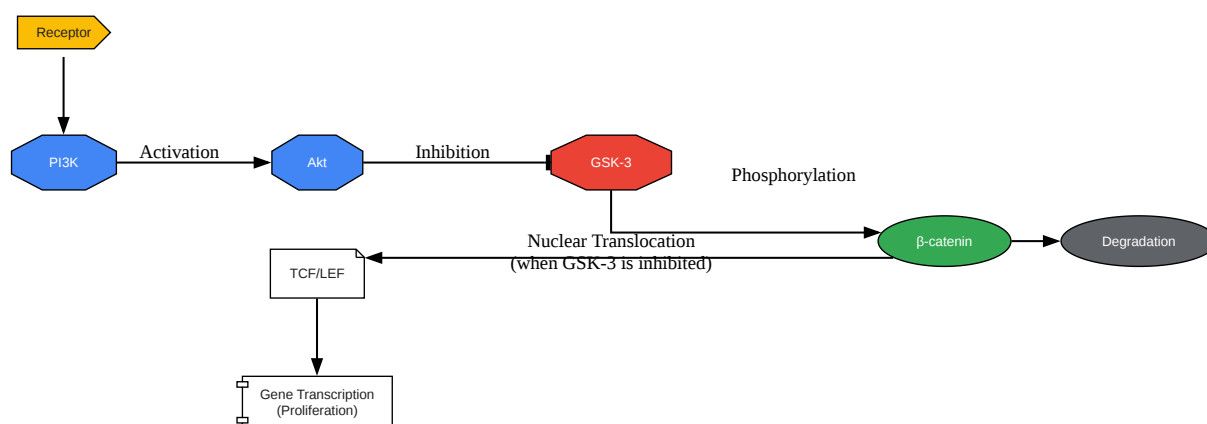 Receptor
PI3K
Activation
Akt
Inhibition
GSK-3
Phosphorylation
β-catenin
Degradation
Nuclear Translocation
(when GSK-3 is inhibited)
TCF/LEF
Gene Transcription
(Proliferation)